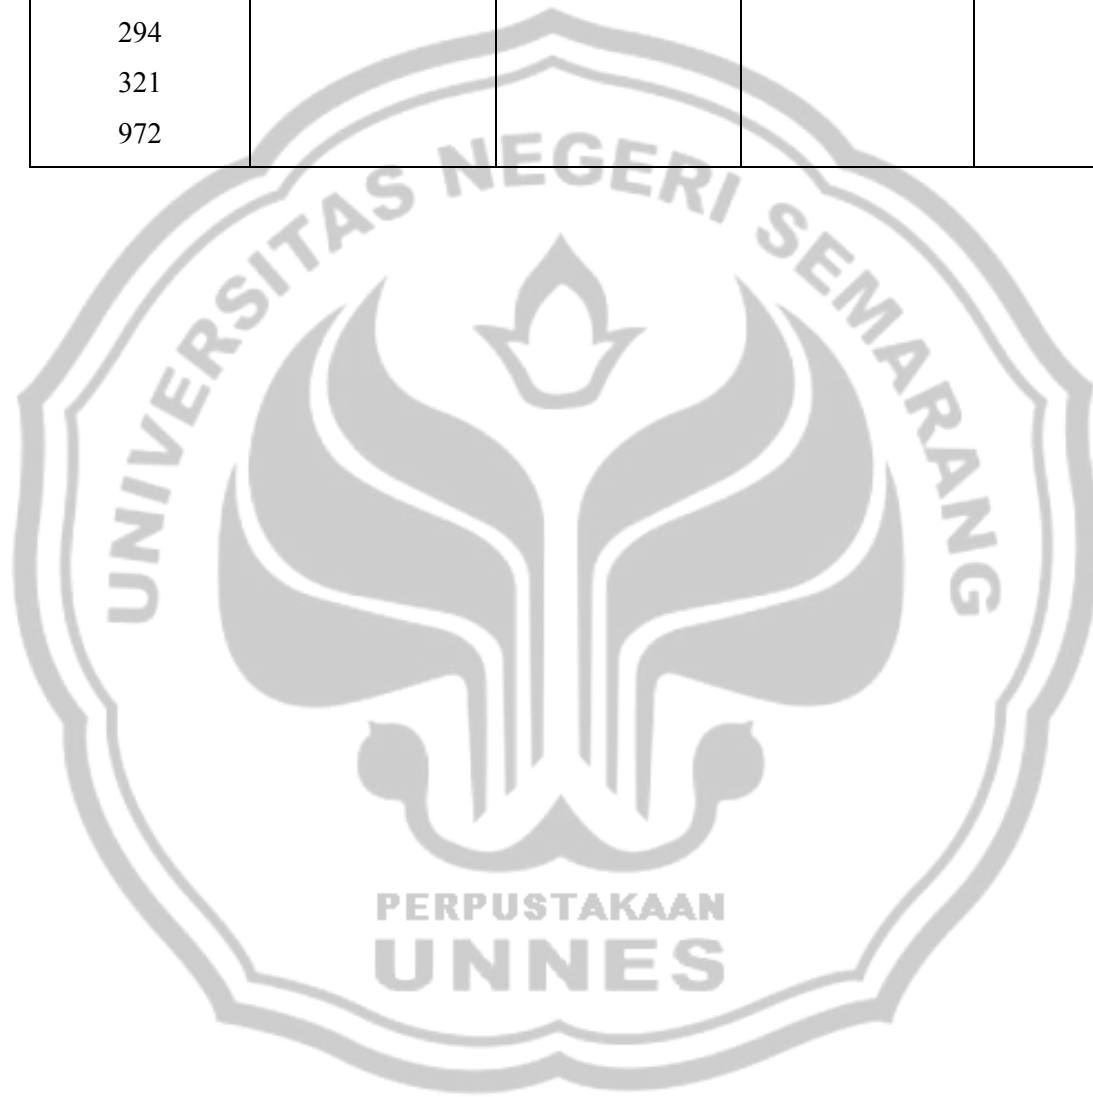 294
321
972
UNIVERSITAS NEGERI SEMARANG
PERPUSTAKAAN
UNNES